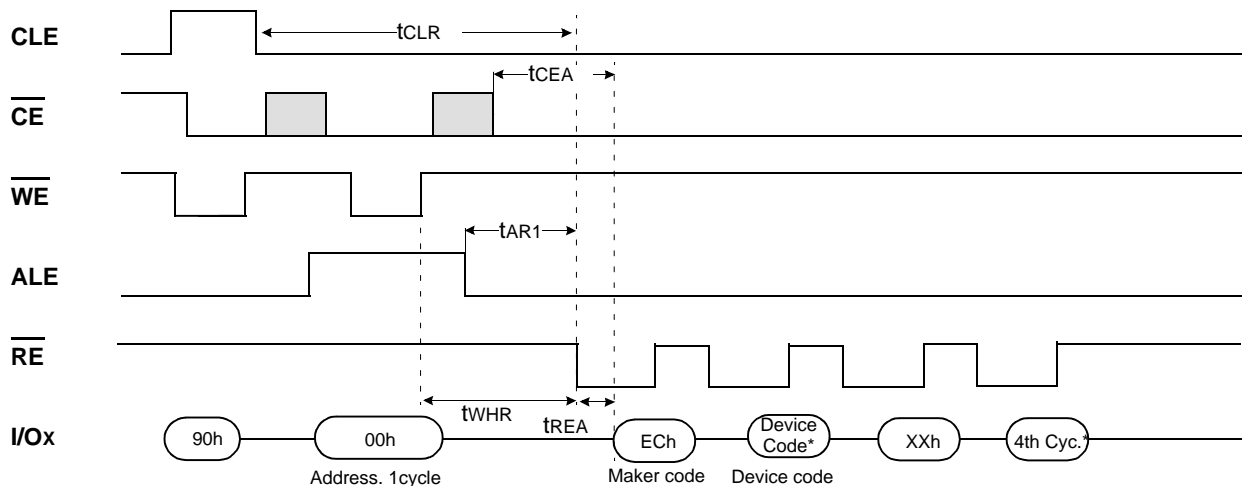 CLE
tCLR
tCEA
CE
WE
tAR1
ALE
RE
tWHR
tREA
I/Ox
90h
00h
ECh
Device
Code*
XXh
4th Cyc.*
Address. 1cycle
Maker code
Device code